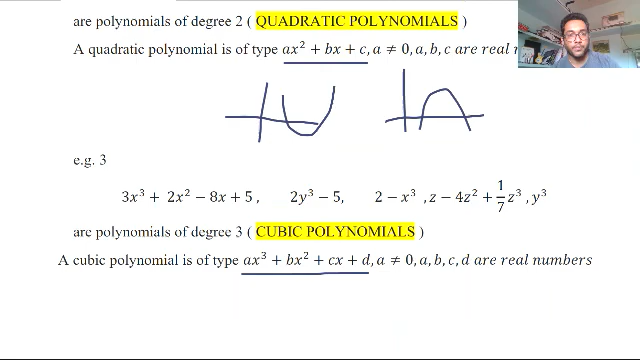 are polynomials of degree 2 ( QUADRATIC POLYNOMIALS )
A quadratic polynomial is of type ax² + bx + c, a ≠ 0, a, b, c are real
e.g. 3
3x³ + 2x² − 8x + 5 , 2y³ − 5, 2 − x³ , z − 4z² + 1/7 z³ , y³
are polynomials of degree 3 ( CUBIC POLYNOMIALS )
A cubic polynomial is of type ax³ + bx² + cx + d, a ≠ 0, a, b, c, d are real numbers